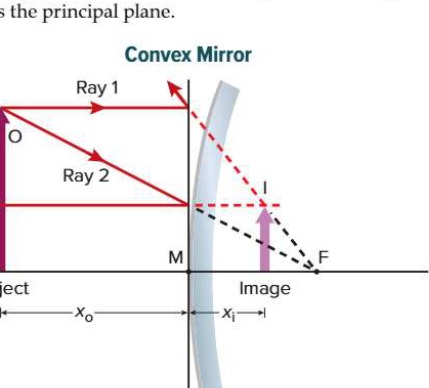 s the principal plane.
Convex Mirror
Ray 1
O
Ray 2
I
M
F
ject
Image
xo
xi